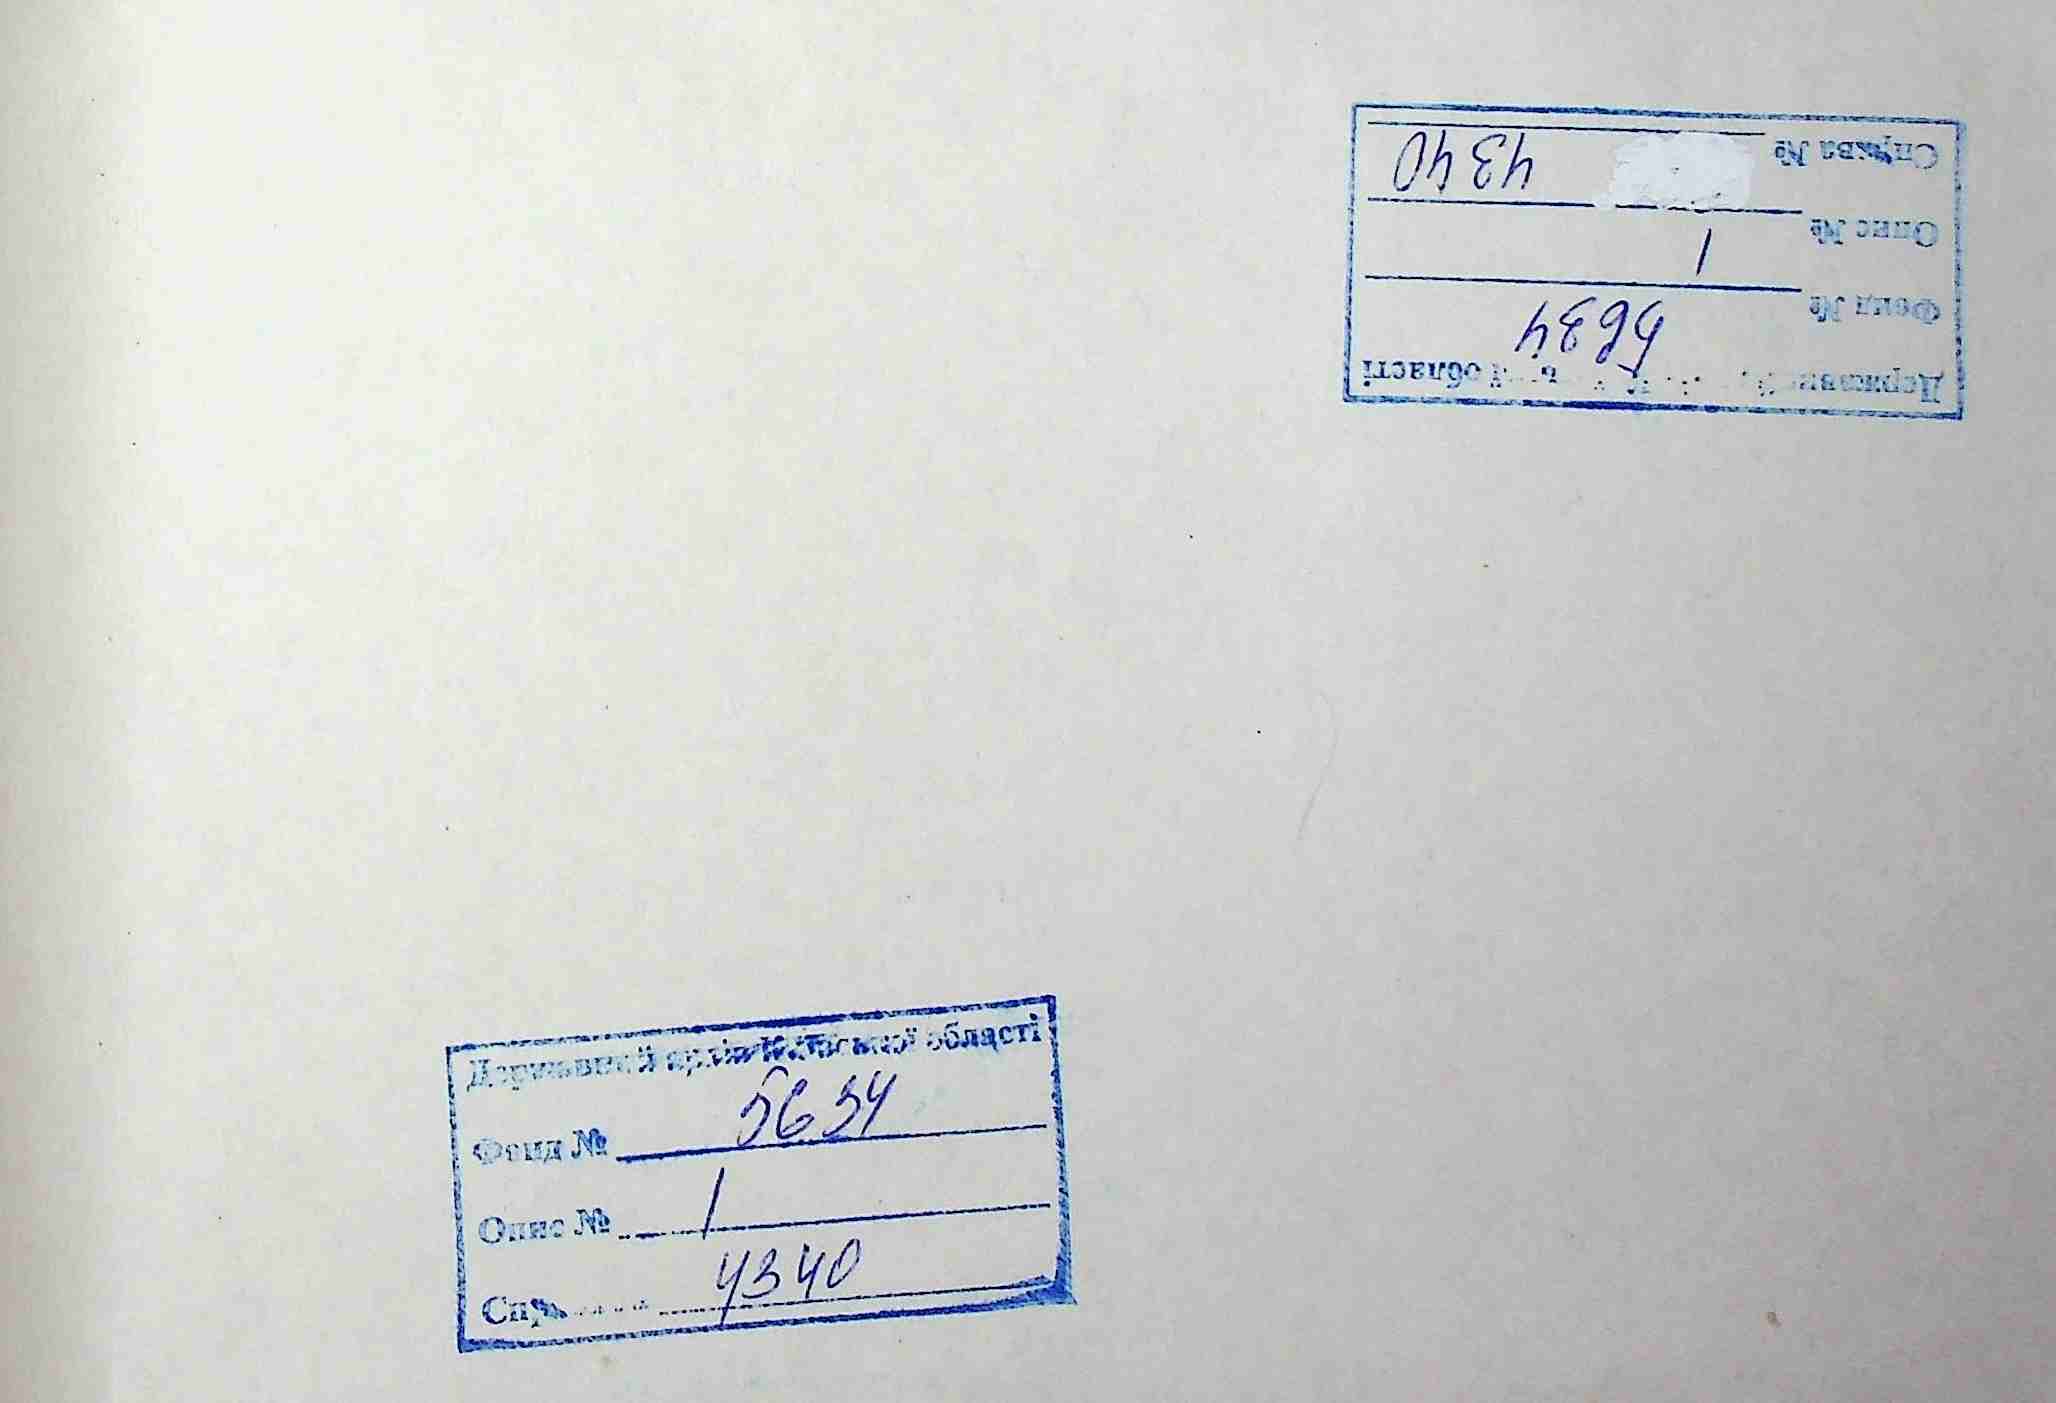 Державний архів Київської області
Фонд № 5634
Опис № 1
Справа № 4340
Державний області
Фонд № 5634
Опис № 1
Спр 4340